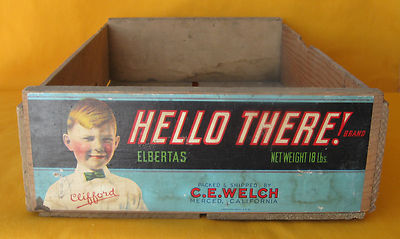 HELLO THERE! BRAND
ELBERTAS NET WEIGHT 18 Lbs.
Clifford
PACKED & SHIPPED BY
C.E. WELCH
MERCED, CALIFORNIA